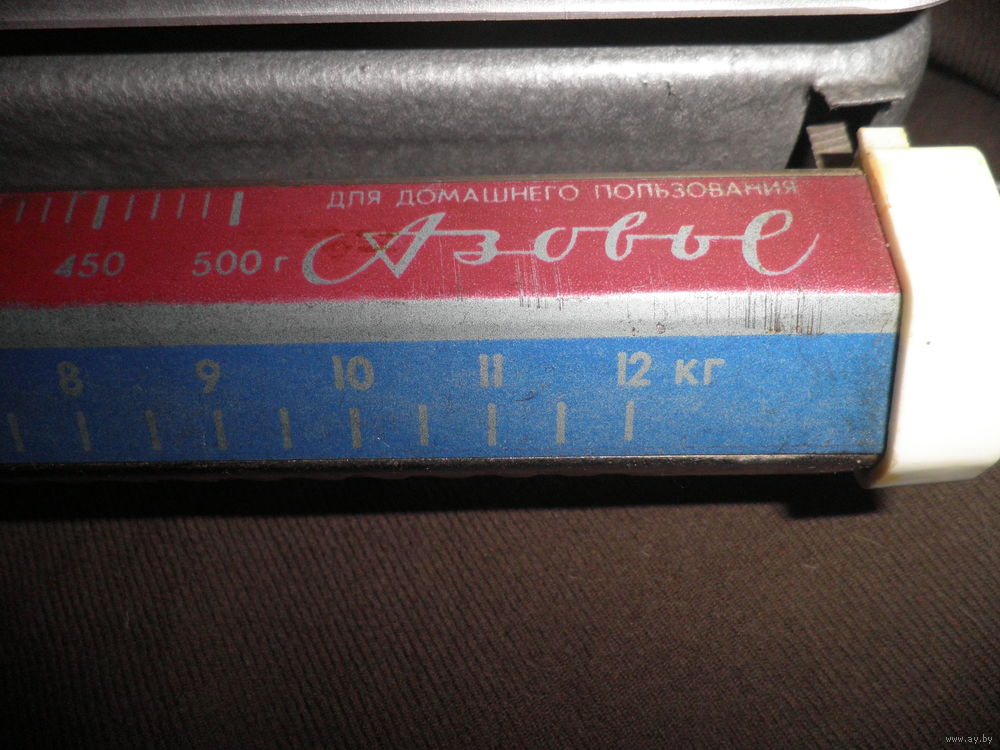 ДЛЯ ДОМАШНЕГО ПОЛЬЗОВАНИЯ
Азовье
450 500 г
8 9 10 11 12 кг
www.ay.by